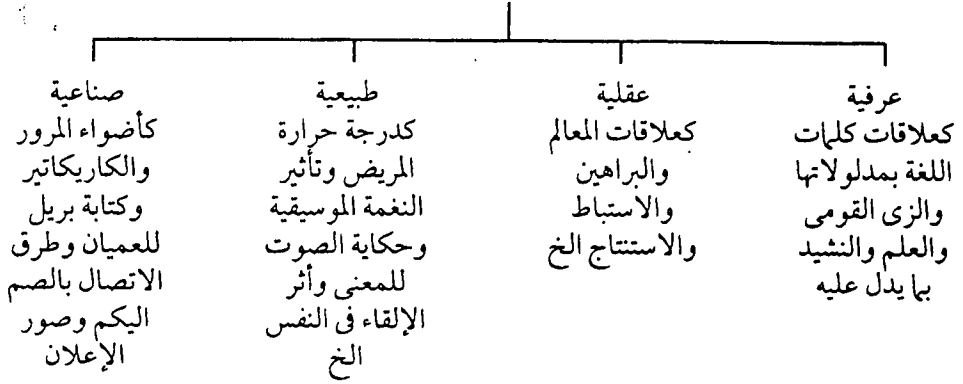 عرفية
كعلاقات كلمات
اللغة بمدلولاتها
والزى القومى
والعلم والنشيد
بما يدل عليه
عقلية
كعلاقات المعالم
والبراهين
والاستباط
والاستنتاج الخ
طبيعية
كدرجة حرارة
المريض وتأثير
النغمة الموسيقية
وحكاية الصوت
للمعنى وأثر
الإلقاء فى النفس
الخ
صناعية
كأضواء المرور
والكاريكاتير
وكتابة بريل
للعميان وطرق
الاتصال بالصم
اليكم وصور
الإعلان